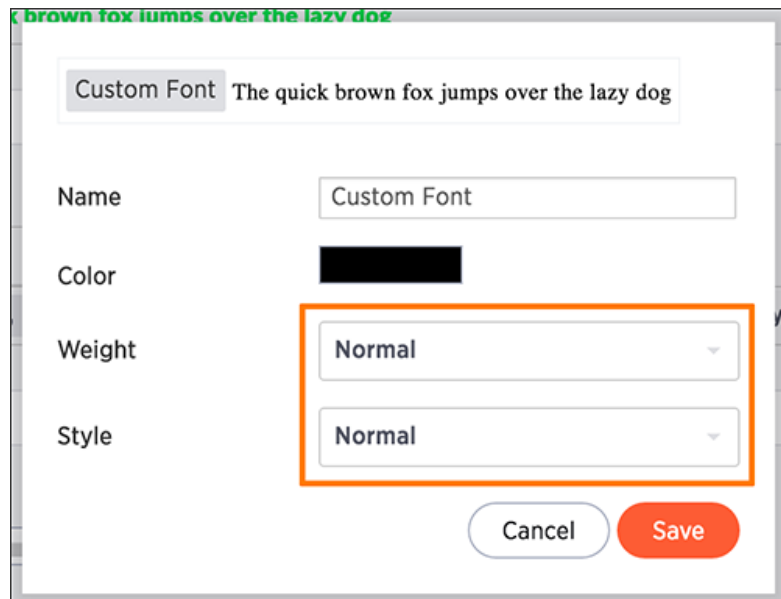 brown fox jumps over the lazy dog
Custom Font The quick brown fox jumps over the lazy dog
Name Custom Font
Color
Weight Normal
Style Normal
Cancel Save